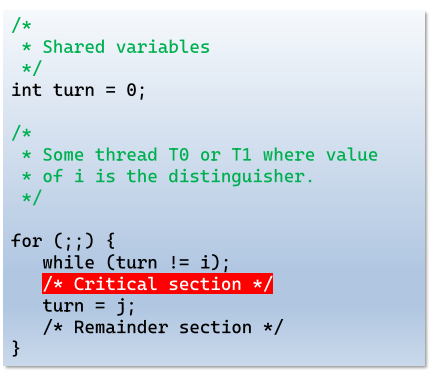 /*
 * Shared variables
 */
int turn = 0;

/*
 * Some thread T0 or T1 where value
 * of i is the distinguisher.
 */

for (;;) {
   while (turn != i);
   /* Critical section */
   turn = j;
   /* Remainder section */
}